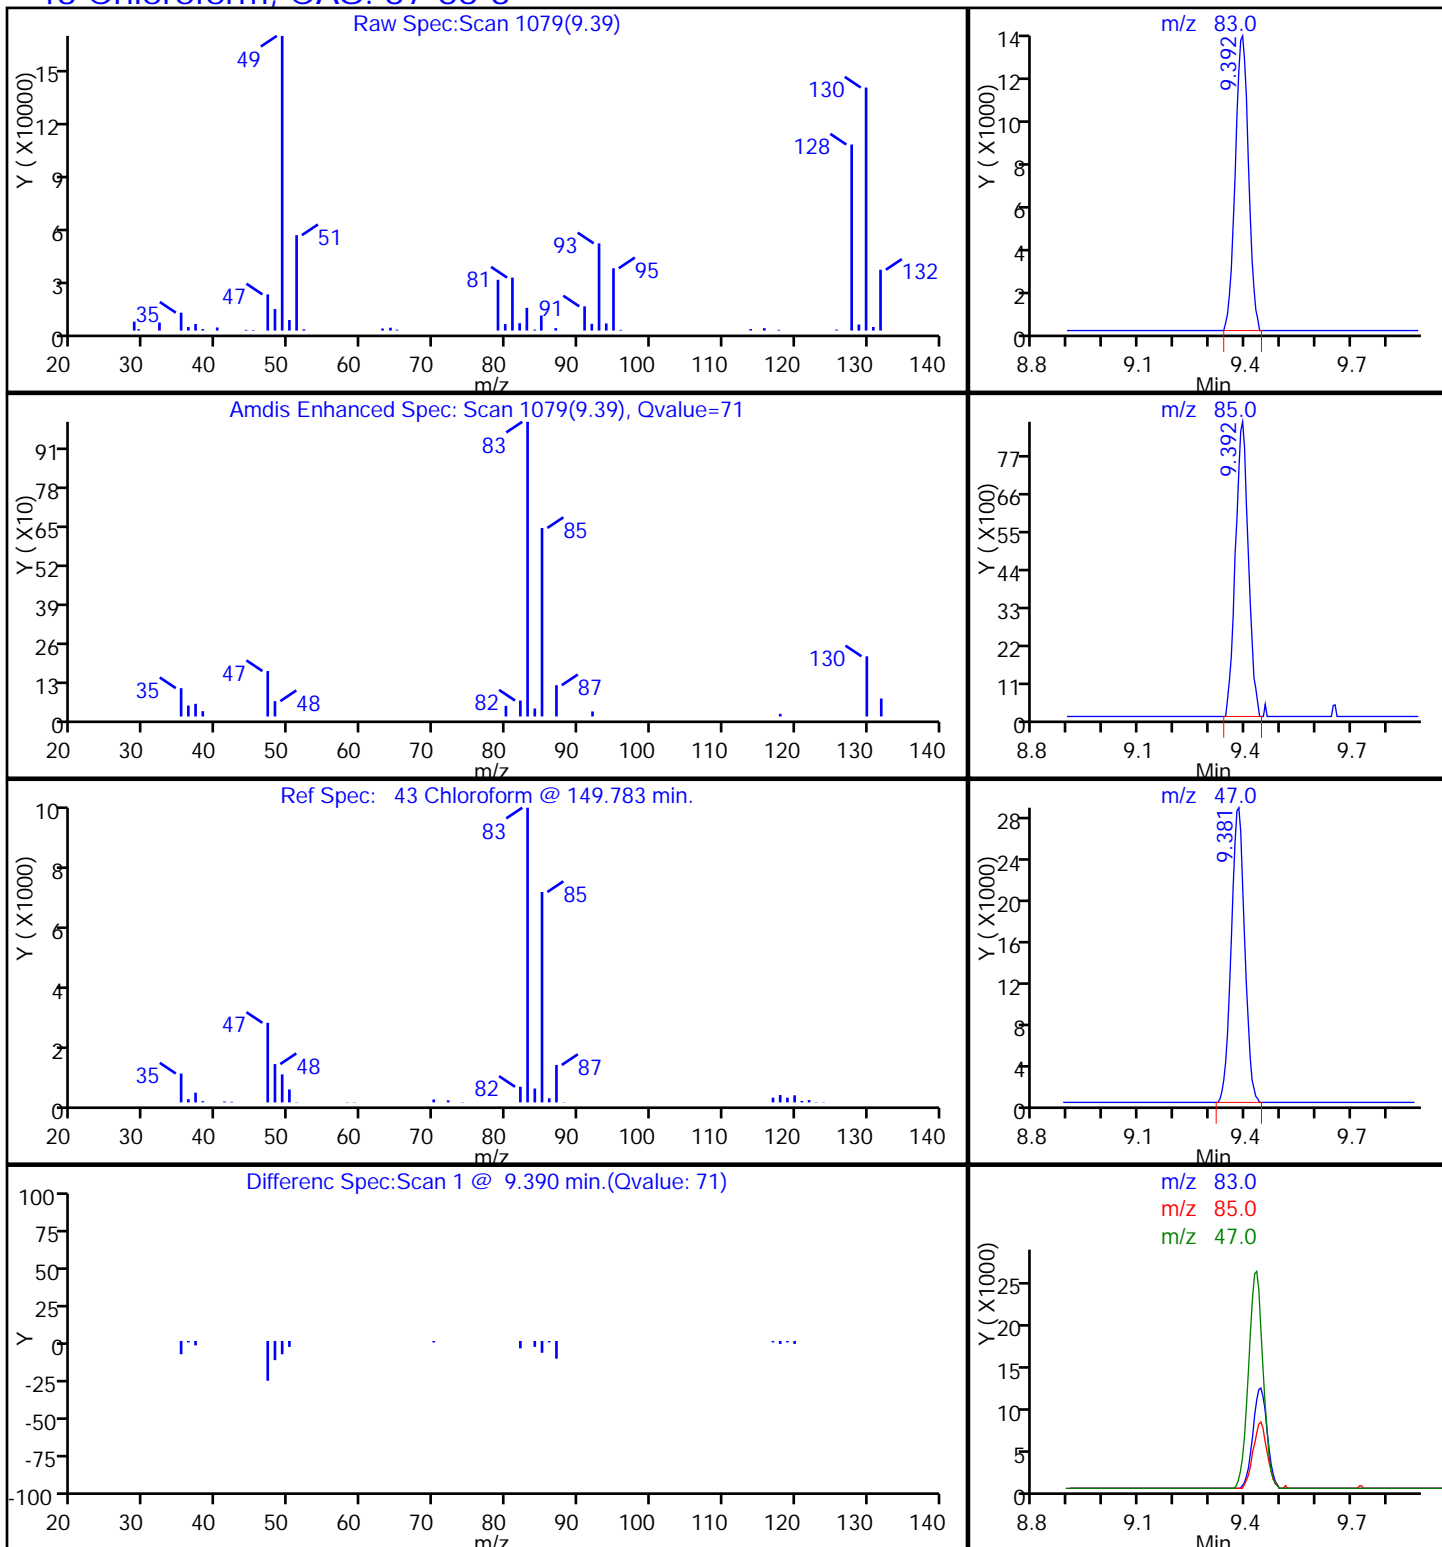 Raw Spec:Scan 1079(9.39)
Y ( X10000)
15
12
9
6
3
0
49
51
47
35
81
93
95
91
130
128
132
20 30 40 50 60 70 80 90 100 110 120 130 140
m/z
m/z 83.0
Y ( X1000)
14
12
10
8
6
4
2
0
9.392
8.8 9.1 9.4 9.7
Min
Amdis Enhanced Spec: Scan 1079(9.39), Qvalue=71
Y ( X10)
91
78
65
52
39
26
13
0
83
85
47
48
35
82
87
130
20 30 40 50 60 70 80 90 100 110 120 130 140
m/z
m/z 85.0
Y ( X100)
77
66
55
44
33
22
11
0
9.392
8.8 9.1 9.4 9.7
Min
Ref Spec: 43 Chloroform @ 149.783 min.
Y ( X1000)
10
8
6
4
2
0
83
85
47
48
35
82
87
20 30 40 50 60 70 80 90 100 110 120 130 140
m/z
m/z 47.0
Y ( X1000)
28
24
20
16
12
8
4
0
9.381
8.8 9.1 9.4 9.7
Min
Differenc Spec:Scan 1 @ 9.390 min.(Qvalue: 71)
Y
100
75
50
25
0
-25
-50
-75
-100
20 30 40 50 60 70 80 90 100 110 120 130 140
m/z
m/z 83.0
m/z 85.0
m/z 47.0
Y ( X1000)
25
20
15
10
5
0
8.8 9.1 9.4 9.7
Min